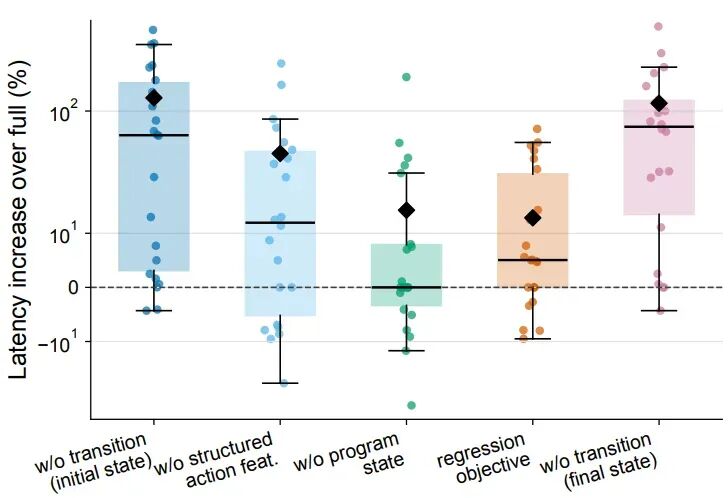 Latency increase over full (%)
10²
10¹
0
−10¹
w/o transition
(initial state)
w/o structured
action feat.
w/o program
state
regression
objective
w/o transition
(final state)